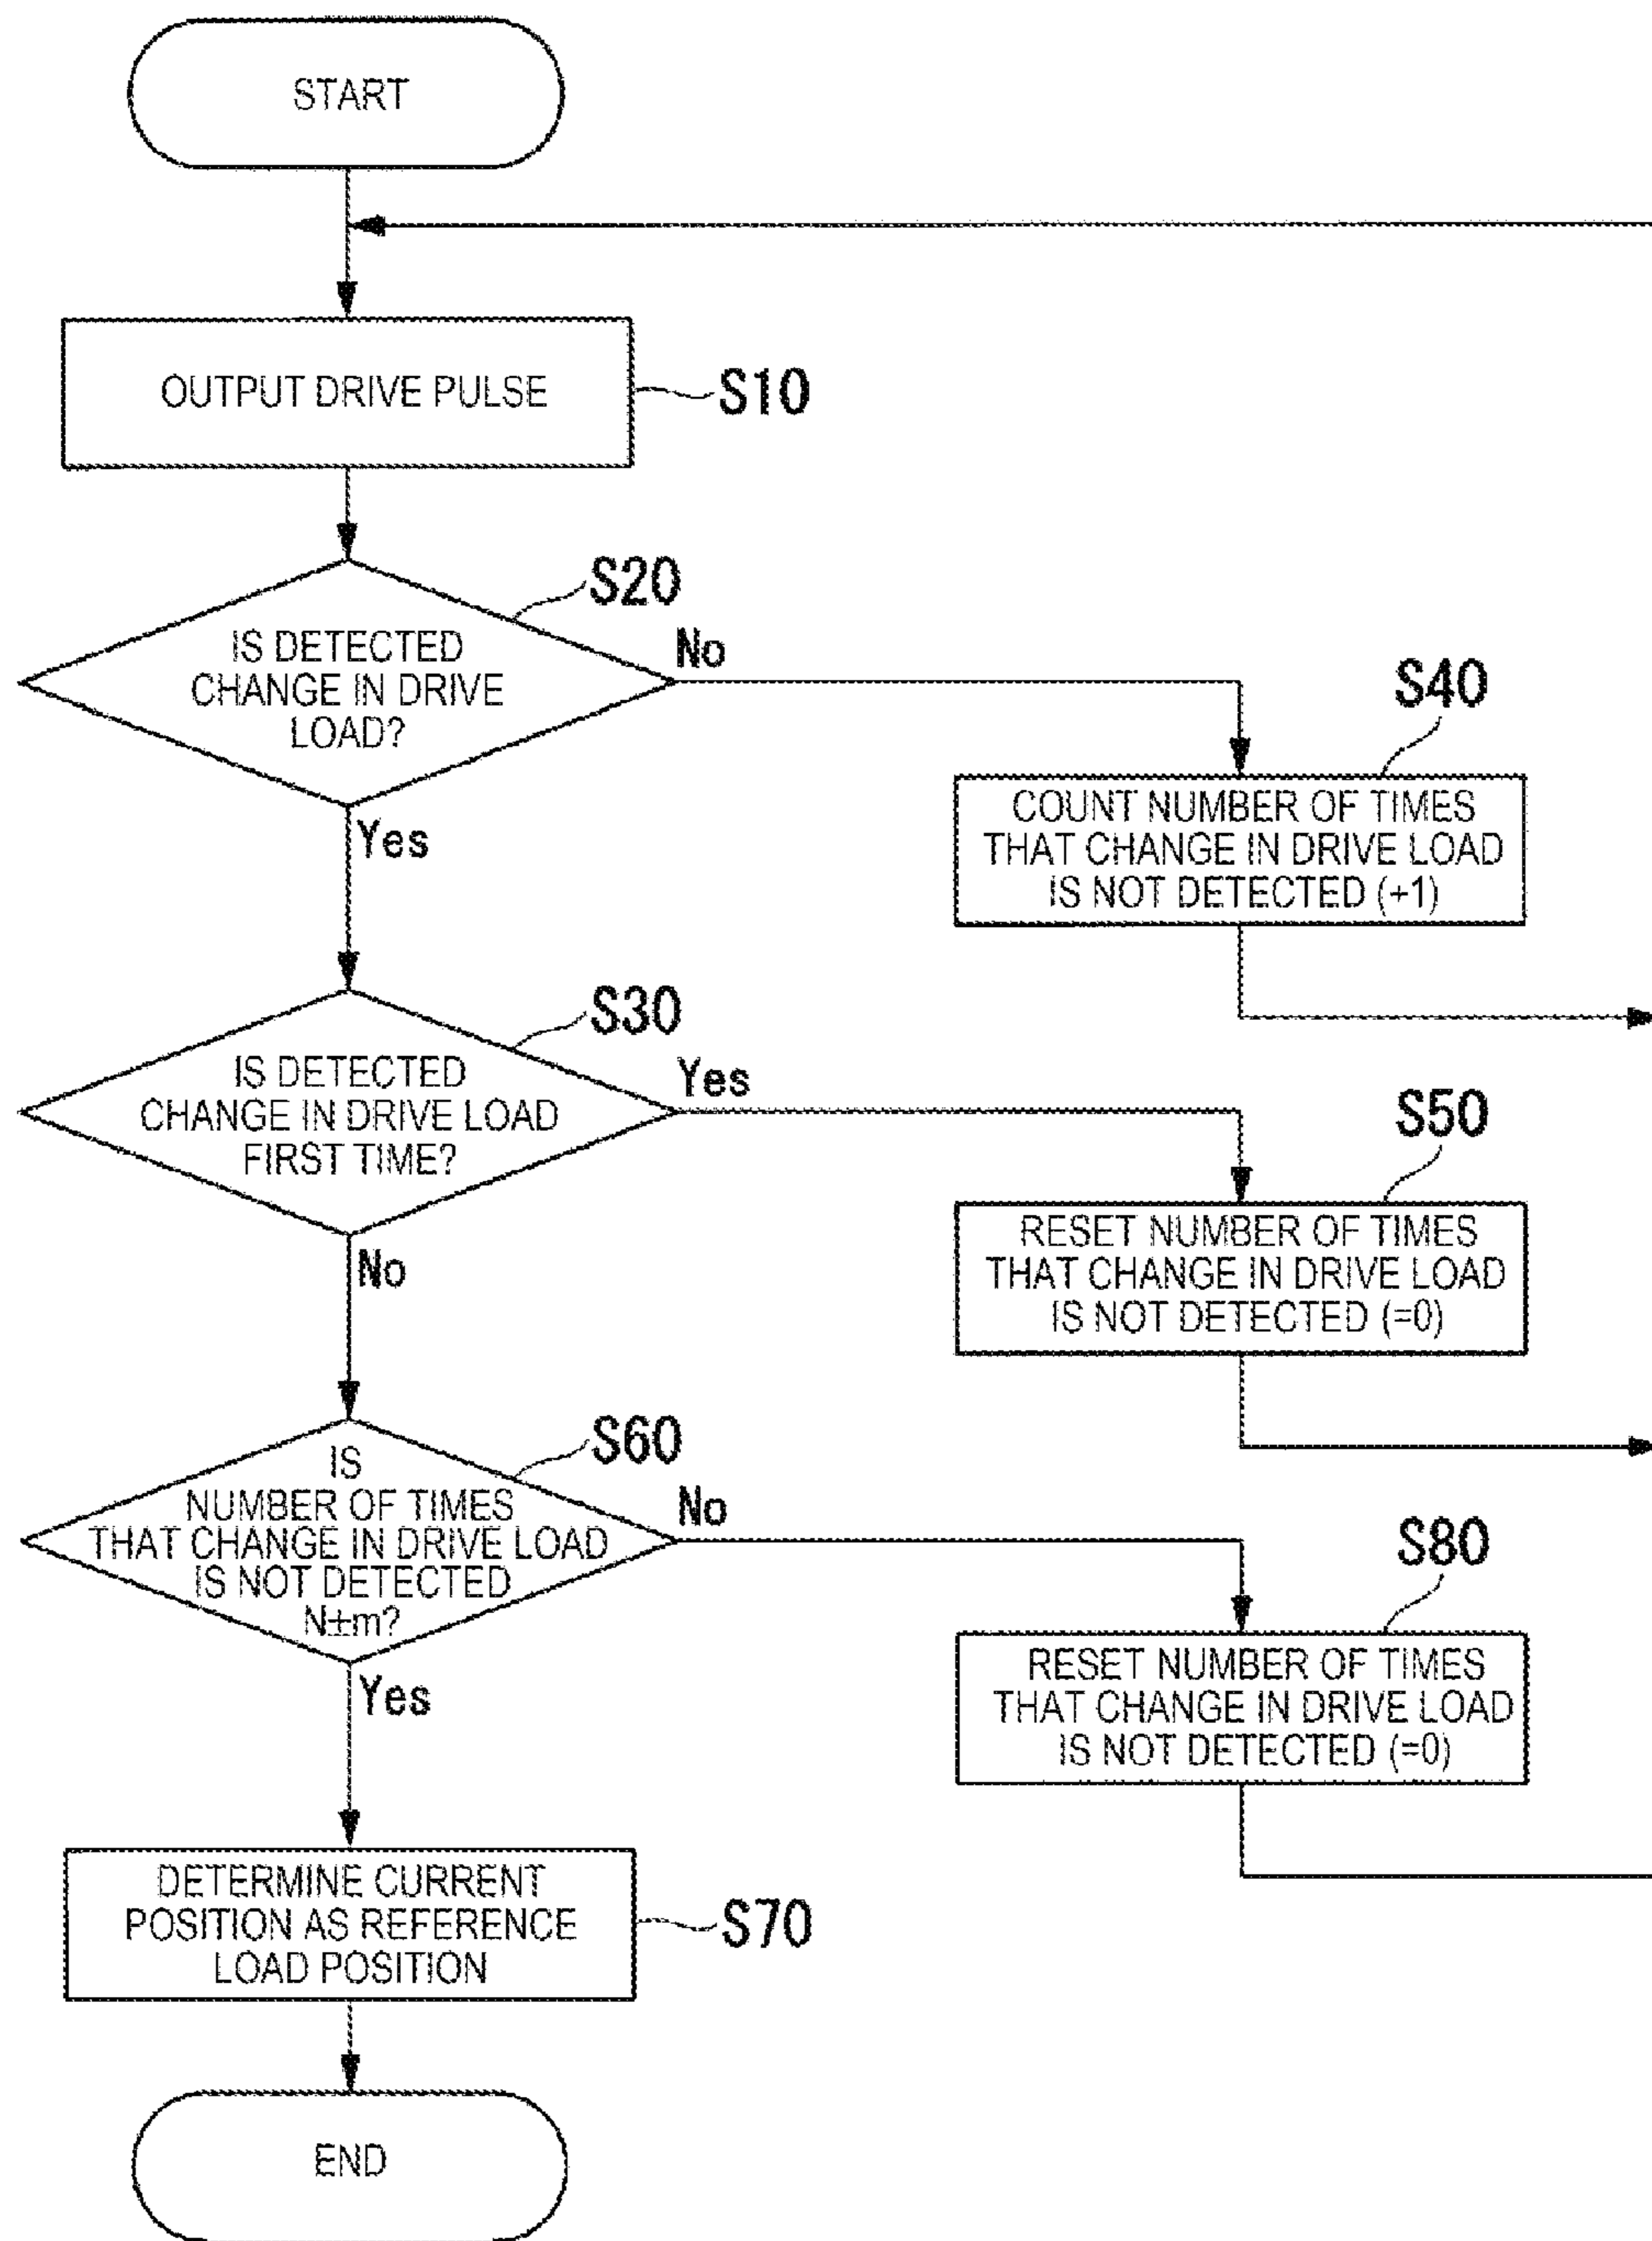 START
OUTPUT DRIVE PULSE
S10
S20
IS DETECTED
CHANGE IN DRIVE
LOAD?
No
Yes
S40
COUNT NUMBER OF TIMES
THAT CHANGE IN DRIVE LOAD
IS NOT DETECTED (+1)
S30
IS DETECTED
CHANGE IN DRIVE LOAD
FIRST TIME?
Yes
No
S50
RESET NUMBER OF TIMES
THAT CHANGE IN DRIVE LOAD
IS NOT DETECTED (=0)
S60
IS
NUMBER OF TIMES
THAT CHANGE IN DRIVE LOAD
IS NOT DETECTED
N±m?
No
Yes
S80
RESET NUMBER OF TIMES
THAT CHANGE IN DRIVE LOAD
IS NOT DETECTED (=0)
DETERMINE CURRENT
POSITION AS REFERENCE
LOAD POSITION
S70
END